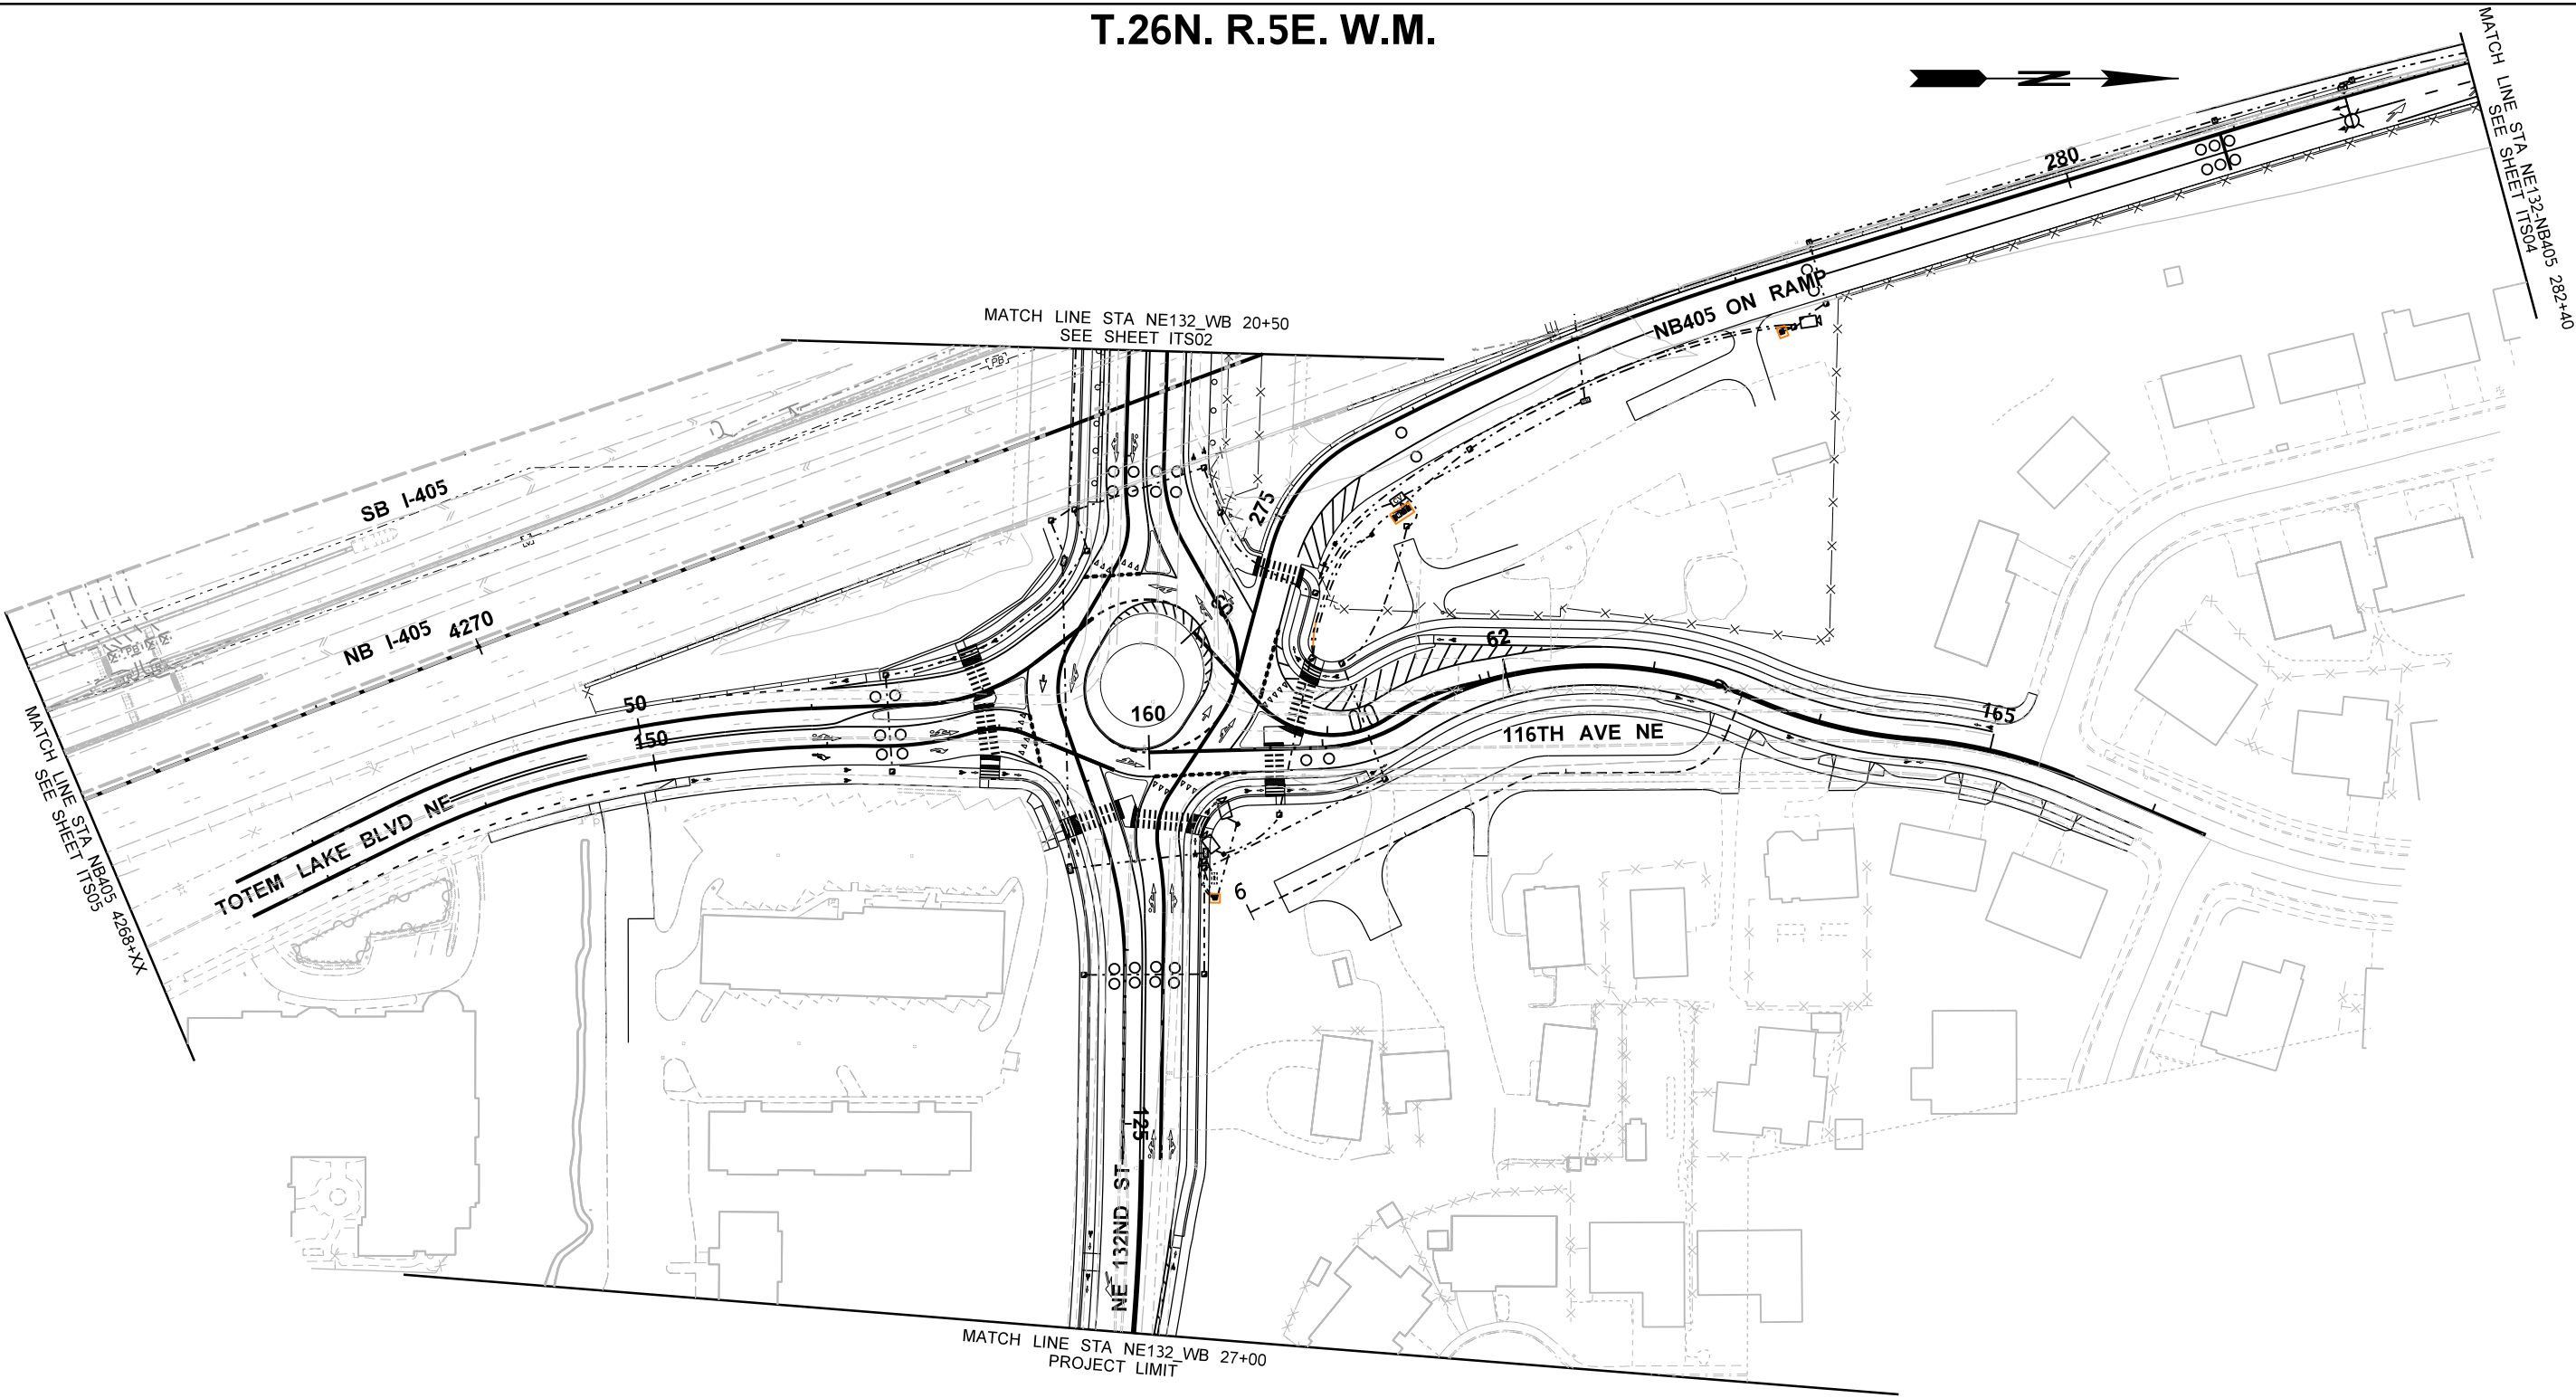 T.26N. R.5E. W.M.
N
MATCH LINE STA NE132-NB405 282+40
SEE SHEET ITS04
280
NB405 ON RAMP
MATCH LINE STA NE132_WB 20+50
SEE SHEET ITS02
275
SB I-405
NB I-405 4270
62
50
150
160
165
116TH AVE NE
TOTEM LAKE BLVD NE
MATCH LINE STA NB405 4268+XX
SEE SHEET ITS05
6
125
NE 132ND ST
MATCH LINE STA NE132_WB 27+00
PROJECT LIMIT